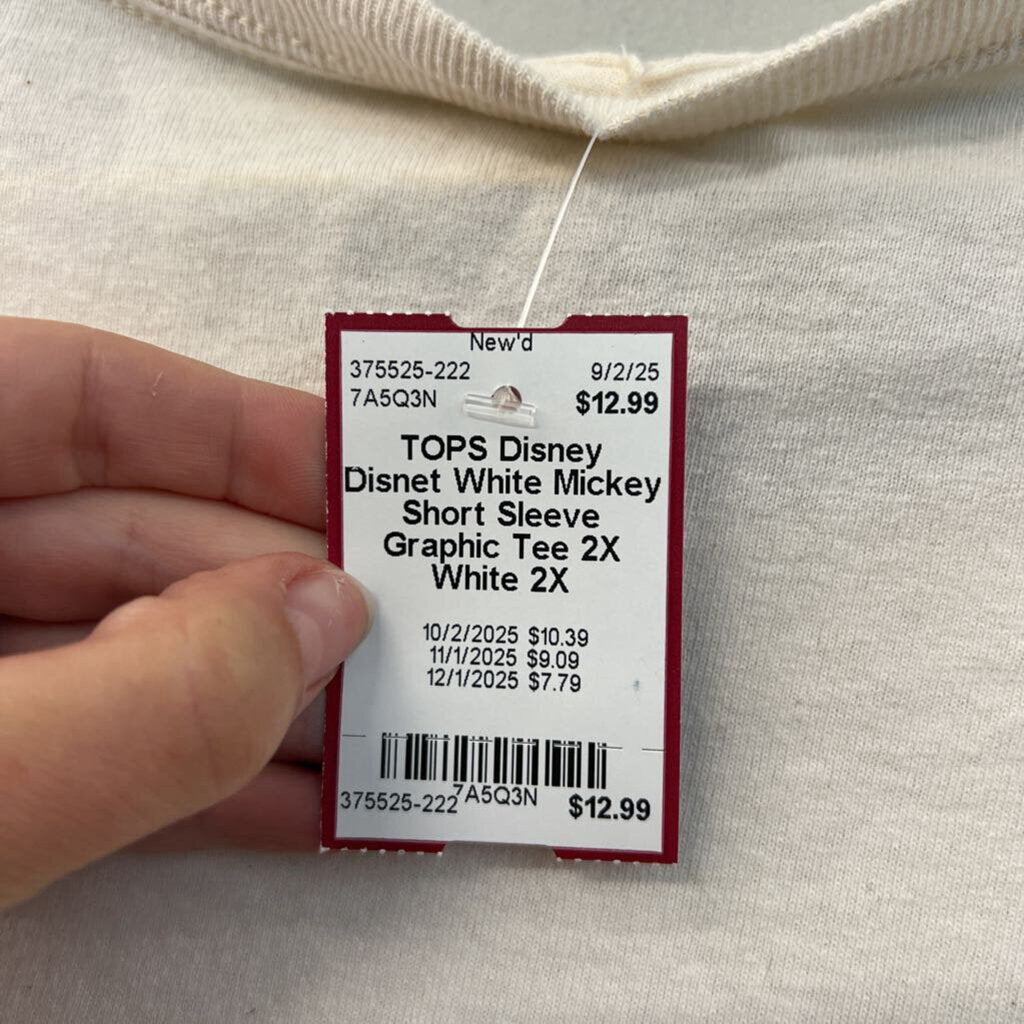 New'd
375525-222 9/2/25
7A5Q3N $12.99
TOPS Disney
Disnet White Mickey
Short Sleeve
Graphic Tee 2X
White 2X
10/2/2025 $10.39
11/1/2025 $9.09
12/1/2025 $7.79
375525-222 7A5Q3N $12.99